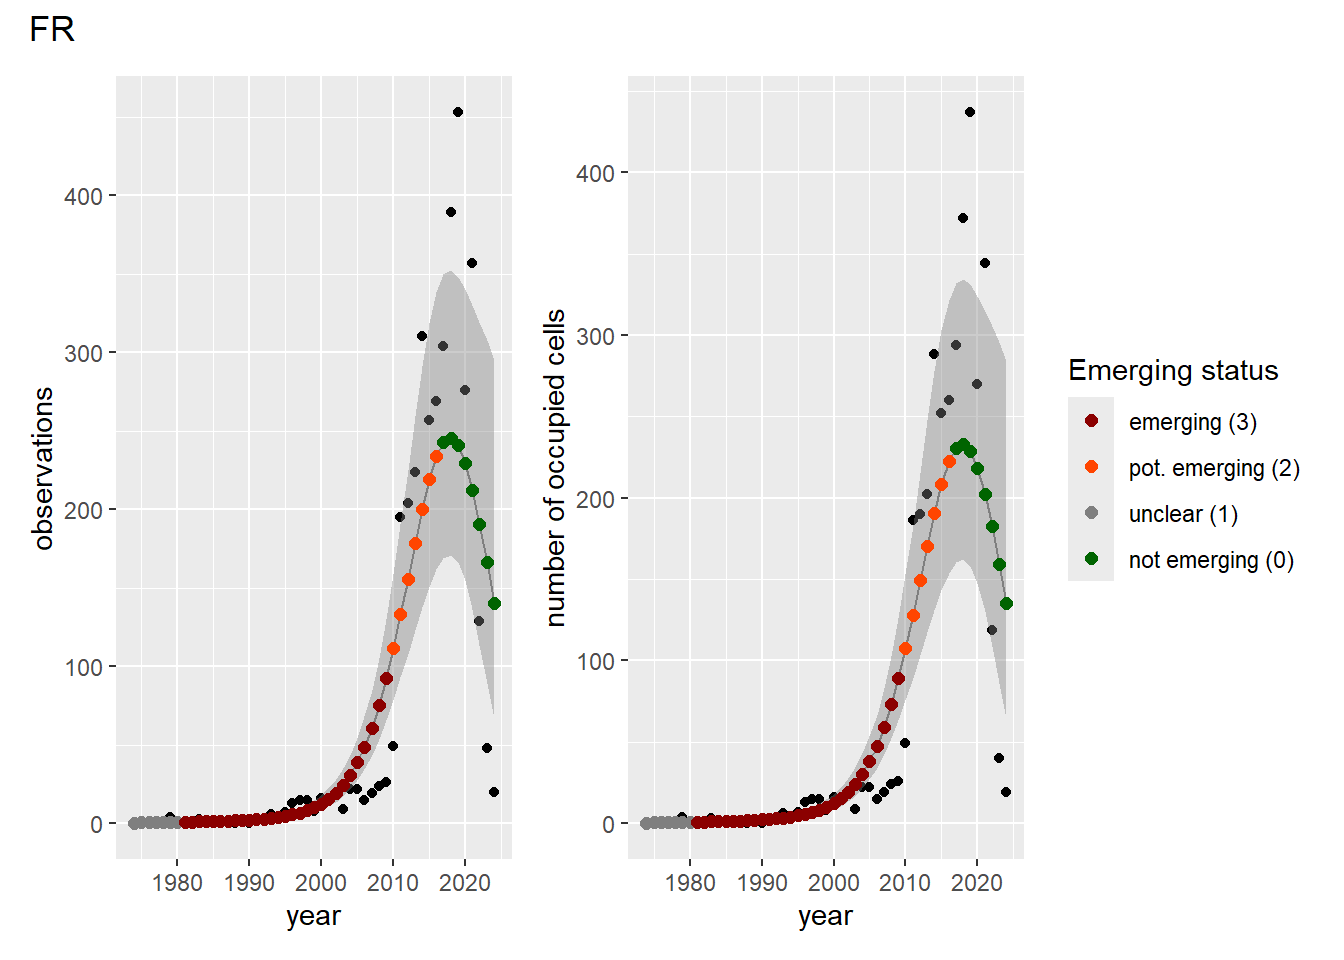 FR
observations
400
300
200
100
0
1980 1990 2000 2010 2020
year
number of occupied cells
400
300
200
100
0
1980 1990 2000 2010 2020
year
Emerging status
emerging (3)
pot. emerging (2)
unclear (1)
not emerging (0)